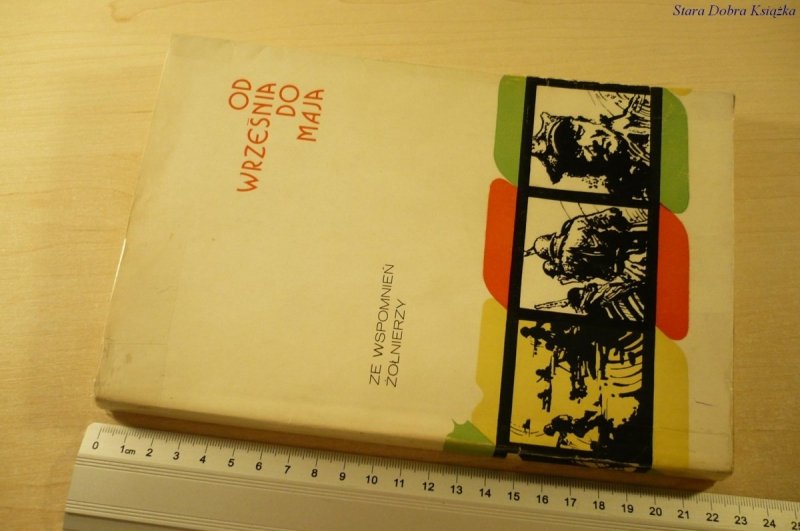 Stara Dobra Książka
OD
WRZEŚNIA
DO
MAJA
ZE WSPOMNIEŃ
ŻOŁNIERZY
0 1cm 2 3 4 5 6 7 8 9 10 11 12 13 14 15 16 17 18 19 20 21 22 23 24